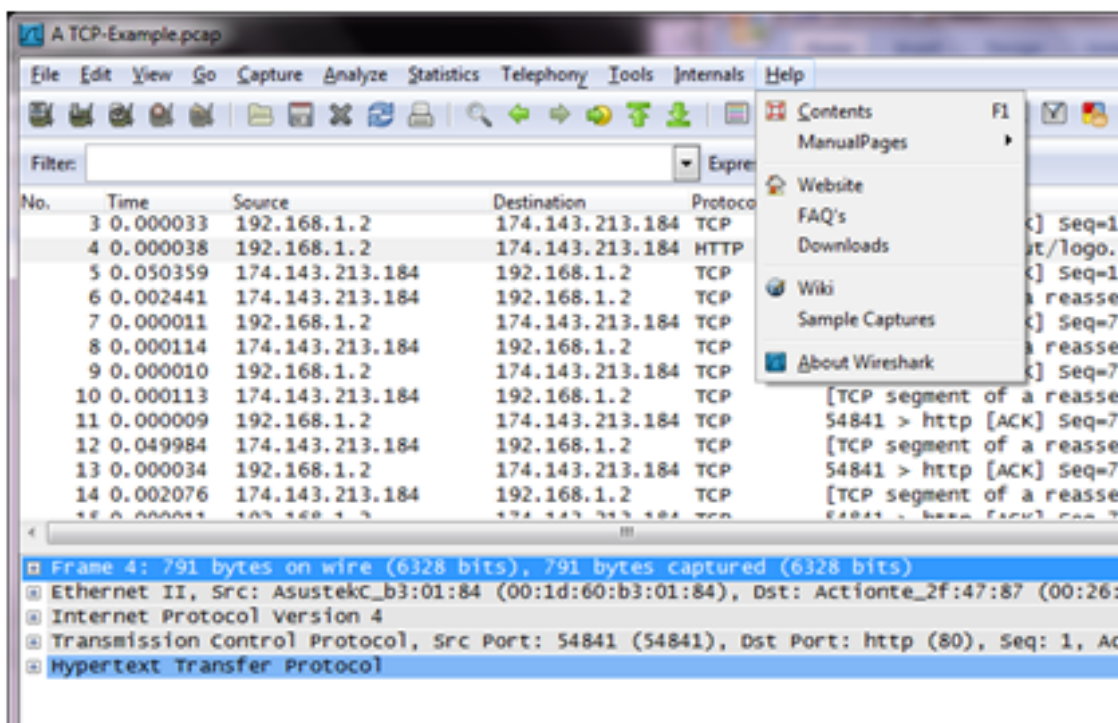 A TCP-Example.pcap
File Edit View Go Capture Analyze Statistics Telephony Tools Internals Help
Filter:
Contents F1
ManualPages
Website
FAQ's
Downloads
Wiki
Sample Captures
About Wireshark
No. Time Source Destination
3 0.000033 192.168.1.2 174.143.213.184 TCP Seq=1
4 0.000038 192.168.1.2 174.143.213.184 HTTP /logo.
5 0.050359 174.143.213.184 192.168.1.2 TCP Seq=1
6 0.002441 174.143.213.184 192.168.1.2 TCP a reasse
7 0.000011 192.168.1.2 174.143.213.184 TCP Seq=7
8 0.000114 174.143.213.184 192.168.1.2 TCP reasse
9 0.000010 192.168.1.2 174.143.213.184 TCP Seq=7
10 0.000113 174.143.213.184 192.168.1.2 TCP [TCP segment of a reasse
11 0.000009 192.168.1.2 174.143.213.184 TCP 54841 > http [ACK] Seq=7
12 0.049984 174.143.213.184 192.168.1.2 TCP [TCP segment of a reasse
13 0.000034 192.168.1.2 174.143.213.184 TCP 54841 > http [ACK] Seq=7
14 0.002076 174.143.213.184 192.168.1.2 TCP [TCP segment of a reasse
Frame 4: 791 bytes on wire (6328 bits), 791 bytes captured (6328 bits)
Ethernet II, Src: AsustekC_b3:01:84 (00:1d:60:b3:01:84), Dst: Actionte_2f:47:87 (00:26:
Internet Protocol Version 4
Transmission Control Protocol, Src Port: 54841 (54841), Dst Port: http (80), Seq: 1, Ac
Hypertext Transfer Protocol